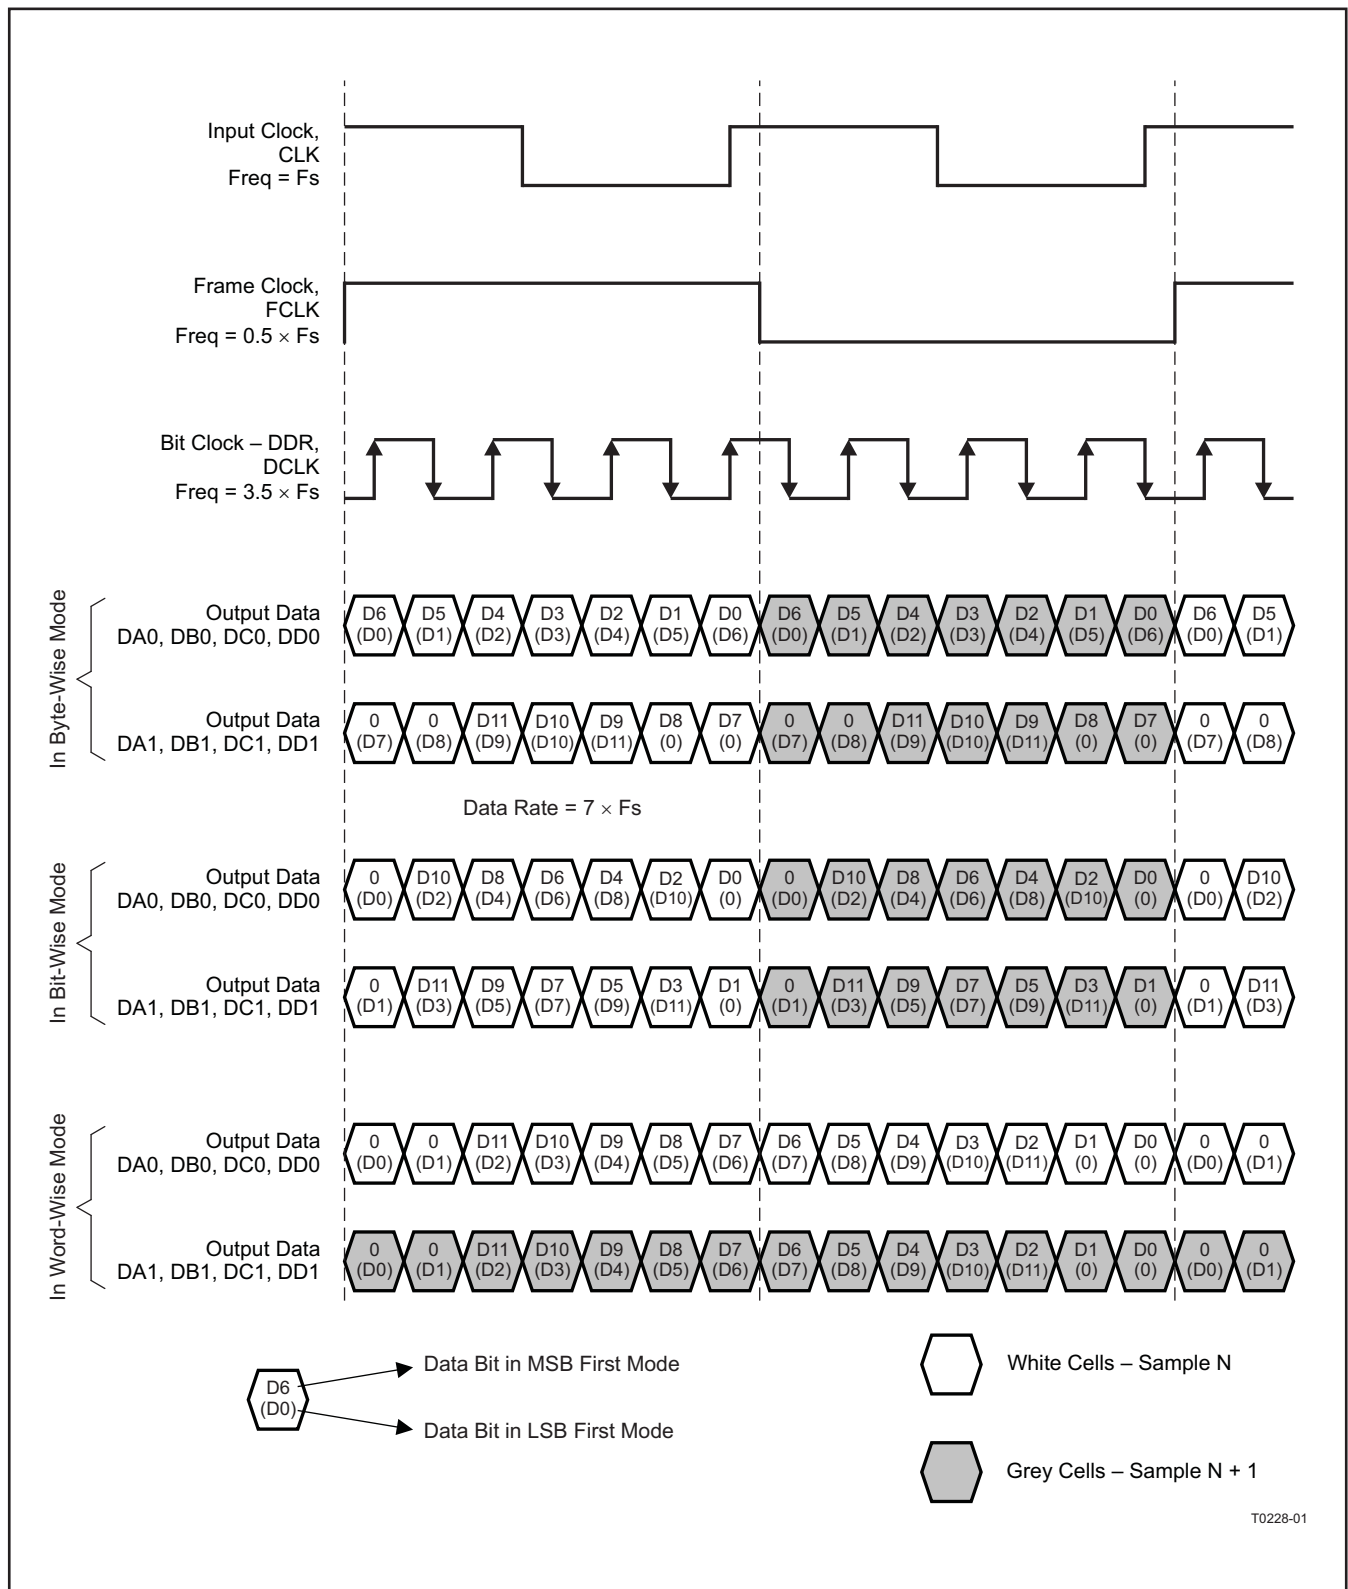 Input Clock,
CLK
Freq = Fs
Frame Clock,
FCLK
Freq = 0.5 × Fs
Bit Clock – DDR,
DCLK
Freq = 3.5 × Fs
In Byte-Wise Mode
Output Data
DA0, DB0, DC0, DD0
D6 D5 D4 D3 D2 D1 D0 D6 D5 D4 D3 D2 D1 D0 D6 D5
(D0) (D1) (D2) (D3) (D4) (D5) (D6) (D0) (D1) (D2) (D3) (D4) (D5) (D6) (D0) (D1)
Output Data
DA1, DB1, DC1, DD1
0 0 D11 D10 D9 D8 D7 0 0 D11 D10 D9 D8 D7 0 0
(D7) (D8) (D9) (D10) (D11) (0) (0) (D7) (D8) (D9) (D10) (D11) (0) (0) (D7) (D8)
Data Rate = 7 × Fs
In Bit-Wise Mode
Output Data
DA0, DB0, DC0, DD0
0 D10 D8 D6 D4 D2 D0 0 D10 D8 D6 D4 D2 D0 0 D10
(D0) (D2) (D4) (D6) (D8) (D10) (0) (D0) (D2) (D4) (D6) (D8) (D10) (0) (D0) (D2)
Output Data
DA1, DB1, DC1, DD1
0 D11 D9 D7 D5 D3 D1 0 D11 D9 D7 D5 D3 D1 0 D11
(D1) (D3) (D5) (D7) (D9) (D11) (0) (D1) (D3) (D5) (D7) (D9) (D11) (0) (D1) (D3)
In Word-Wise Mode
Output Data
DA0, DB0, DC0, DD0
0 0 D11 D10 D9 D8 D7 D6 D5 D4 D3 D2 D1 D0 0 0
(D0) (D1) (D2) (D3) (D4) (D5) (D6) (D7) (D8) (D9) (D10) (D11) (0) (0) (D0) (D1)
Output Data
DA1, DB1, DC1, DD1
0 0 D11 D10 D9 D8 D7 D6 D5 D4 D3 D2 D1 D0 0 0
(D0) (D1) (D2) (D3) (D4) (D5) (D6) (D7) (D8) (D9) (D10) (D11) (0) (0) (D0) (D1)
D6
(D0)
Data Bit in MSB First Mode
Data Bit in LSB First Mode
White Cells – Sample N
Grey Cells – Sample N + 1
T0228-01